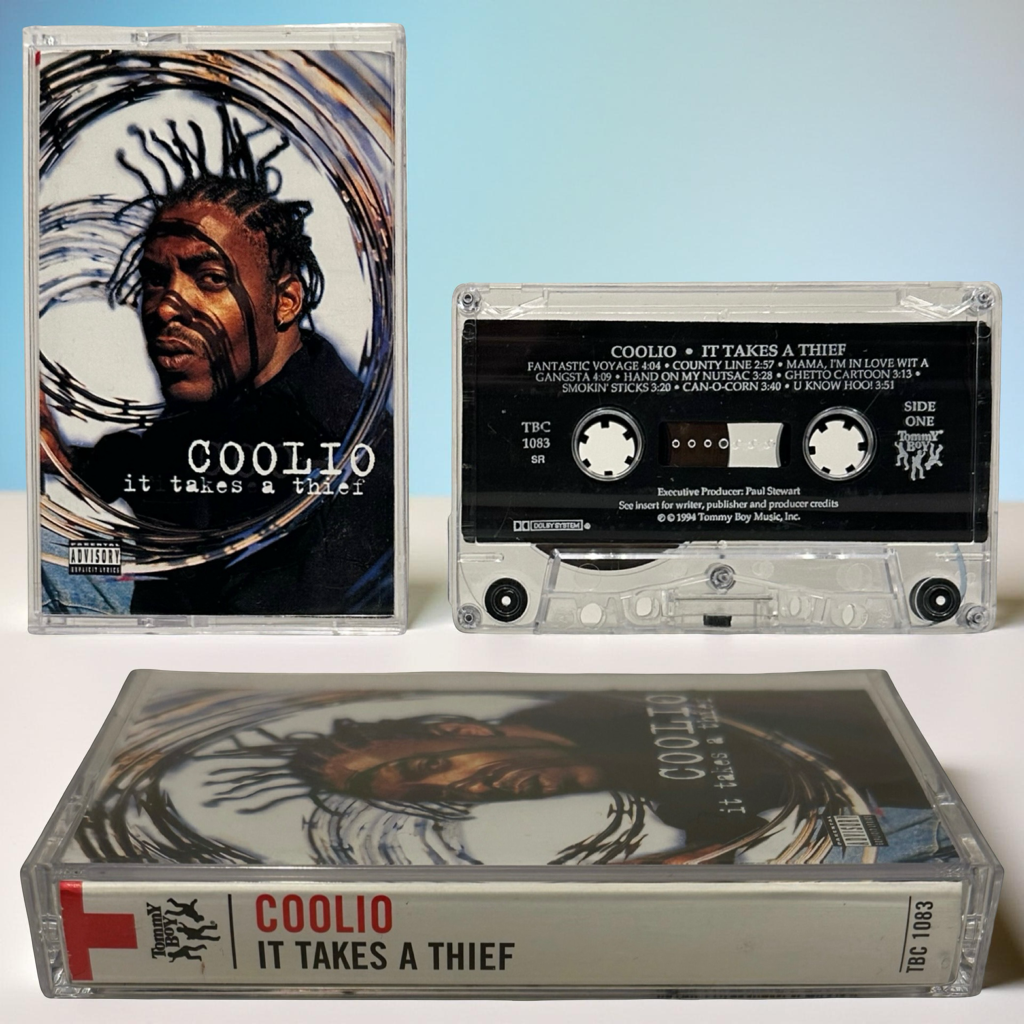 COOLIO
it takes a thief
PARENTAL
ADVISORY
EXPLICIT LYRICS
COOLIO • IT TAKES A THIEF
FANTASTIC VOYAGE 4:04 • COUNTY LINE 2:57 • MAMA, I'M IN LOVE WIT A
GANGSTA 4:09 • HAND ON MY NUTSAC 3:28 • GHETTO CARTOON 3:13 •
SMOKIN' STICKS 3:20 • CAN-O-CORN 3:40 • U KNOW HOO! 3:51
TBC
1083
SR
SIDE
ONE
Tommy
BOY
Executive Producer: Paul Stewart
See insert for writer, publisher and producer credits
℗ © 1994 Tommy Boy Music, Inc.
DOLBY SYSTEM
COOLIO
it takes a thief
ADVISORY
T
Tommy
BOY
COOLIO
IT TAKES A THIEF
TBC 1083